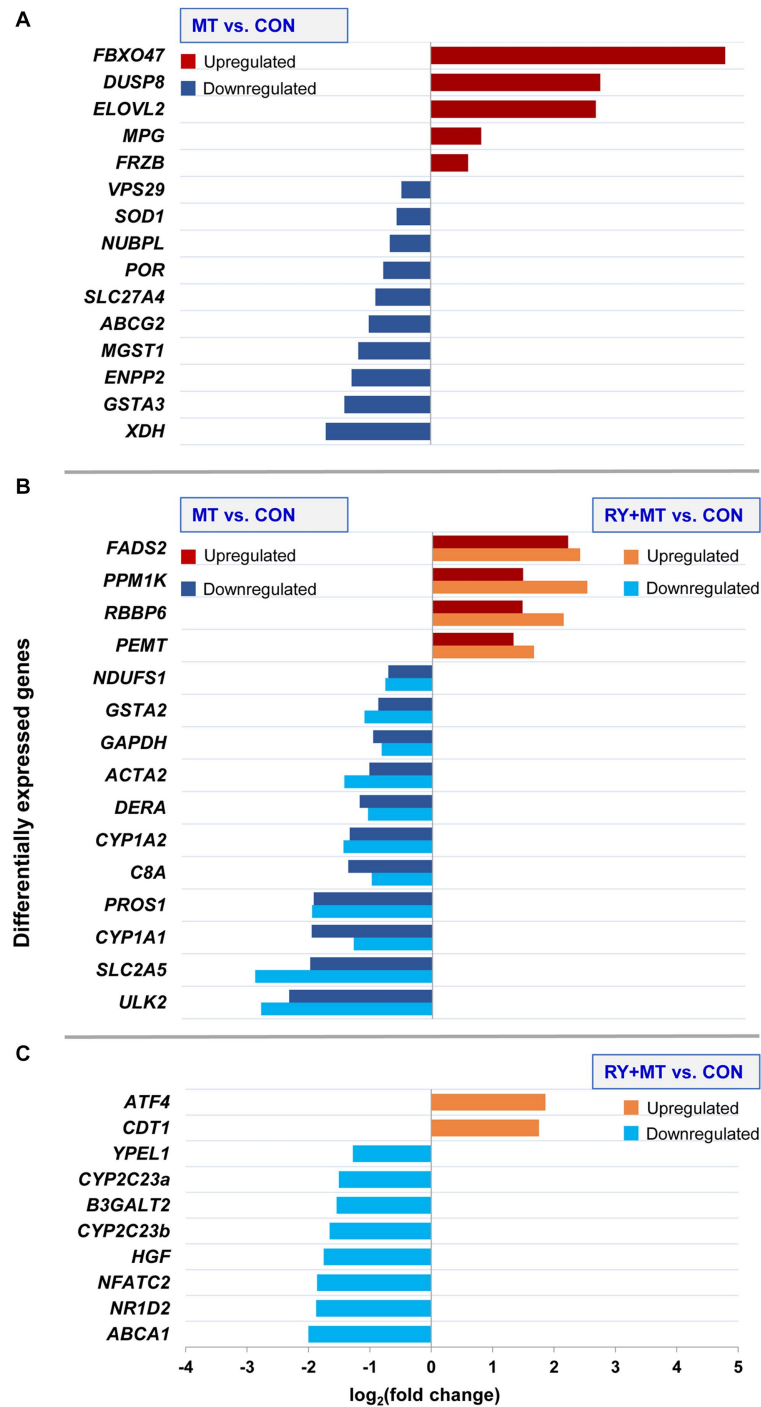 A
MT vs. CON
FBXO47
Upregulated
DUSP8
Downregulated
ELOVL2
MPG
FRZB
VPS29
SOD1
NUBPL
POR
SLC27A4
ABCG2
MGST1
ENPP2
GSTA3
XDH
B
MT vs. CON
RY+MT vs. CON
FADS2
Upregulated
Upregulated
PPM1K
Downregulated
Downregulated
RBBP6
PEMT
NDUFS1
GSTA2
GAPDH
ACTA2
DERA
CYP1A2
C8A
PROS1
CYP1A1
SLC2A5
ULK2
Differentially expressed genes
C
RY+MT vs. CON
ATF4
Upregulated
CDT1
Downregulated
YPEL1
CYP2C23a
B3GALT2
CYP2C23b
HGF
NFATC2
NR1D2
ABCA1
-4 -3 -2 -1 0 1 2 3 4 5
log2(fold change)